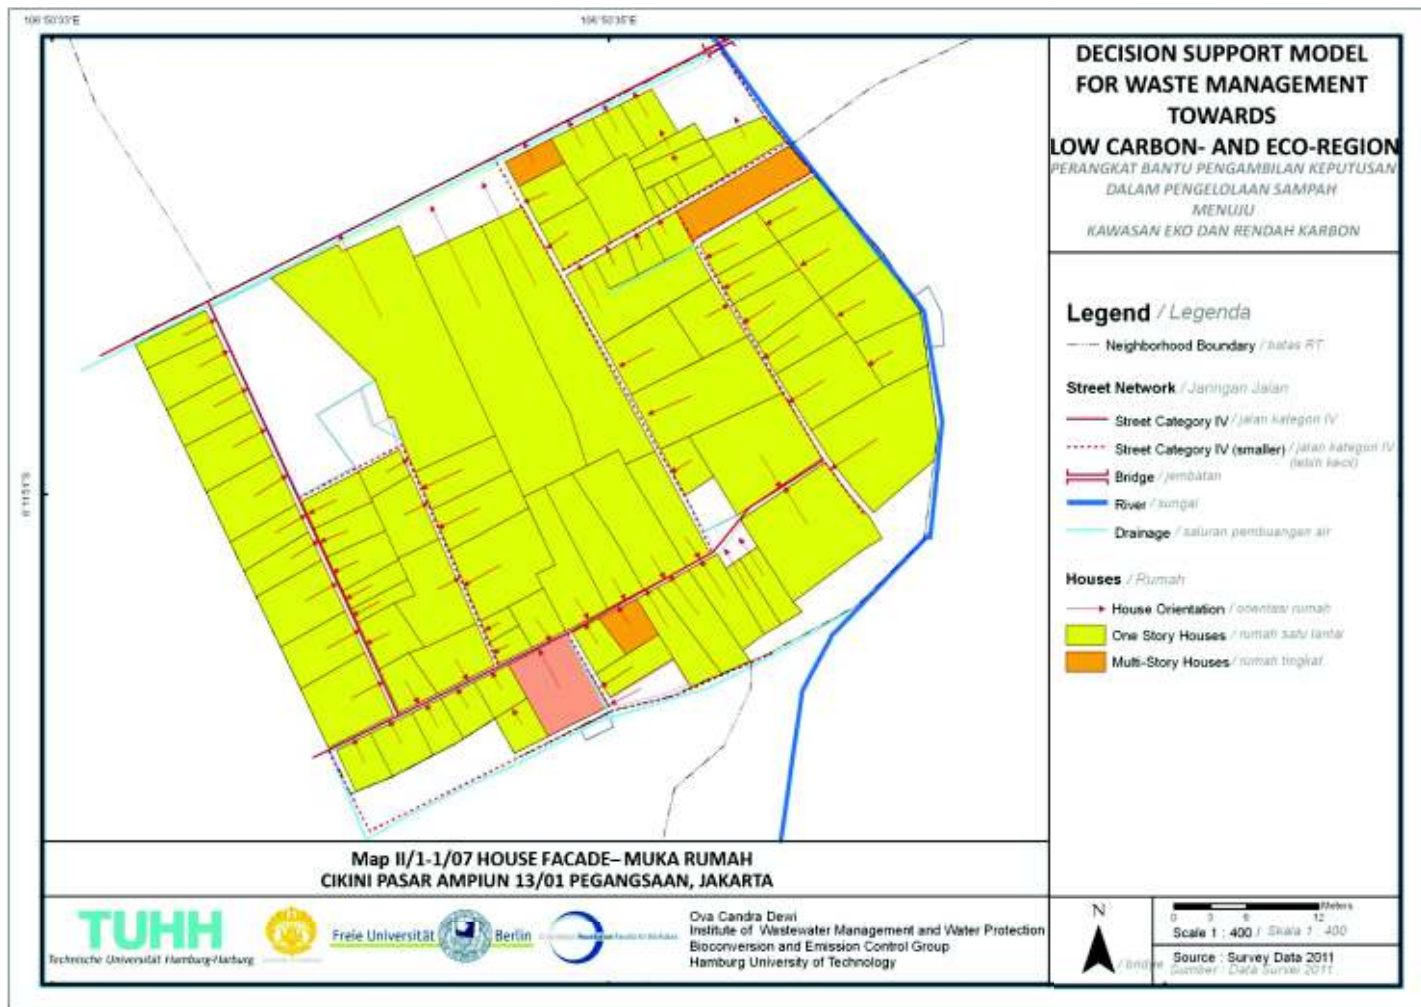 106°50'33"E
106°50'35"E
DECISION SUPPORT MODEL
FOR WASTE MANAGEMENT
TOWARDS
LOW CARBON- AND ECO-REGION
PERANGKAT BANTU PENGAMBILAN KEPUTUSAN
DALAM PENGELOLAAN SAMPAH
MENUJU
KAWASAN EKO DAN RENDAH KARBON
Legend / Legenda
Neighborhood Boundary / batas RT
Street Network / Jaringan Jalan
Street Category IV / jalan kategori IV
Street Category IV (smaller) / jalan kategori IV
(lebih kecil)
Bridge / jembatan
River / sungai
Drainage / saluran pembuangan air
Houses / Rumah
House Orientation / orientasi rumah
One Story Houses / rumah satu lantai
Multi-Story Houses / rumah tingkat
Map II/1-1/07 HOUSE FACADE– MUKA RUMAH
CIKINI PASAR AMPIUN 13/01 PEGANGSAAN, JAKARTA
TUHH
Technische Universität Hamburg-Harburg
Freie Universität Berlin
Ova Candra Dewi
Institute of Wastewater Management and Water Protection
Bioconversion and Emission Control Group
Hamburg University of Technology
N
/ bridge
Meters
0 3 6 12
Scale 1 : 400 / Skala 1 : 400
Source : Survey Data 2011
Sumber : Data Survei 2011